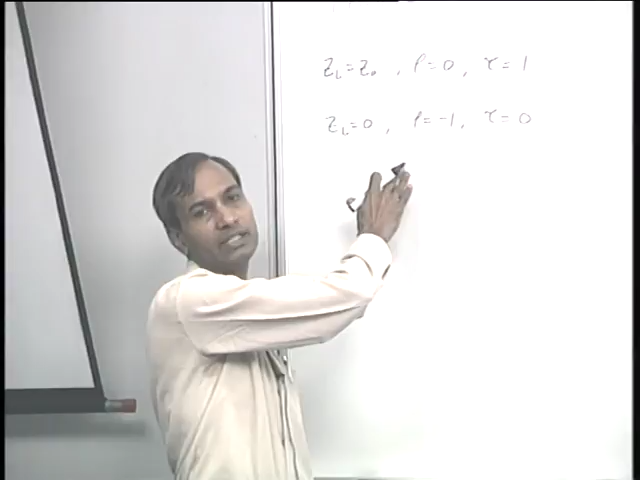 Z_L = Z_0 , ρ = 0 , τ = 1
Z_L = 0 , ρ = -1 , τ = 0